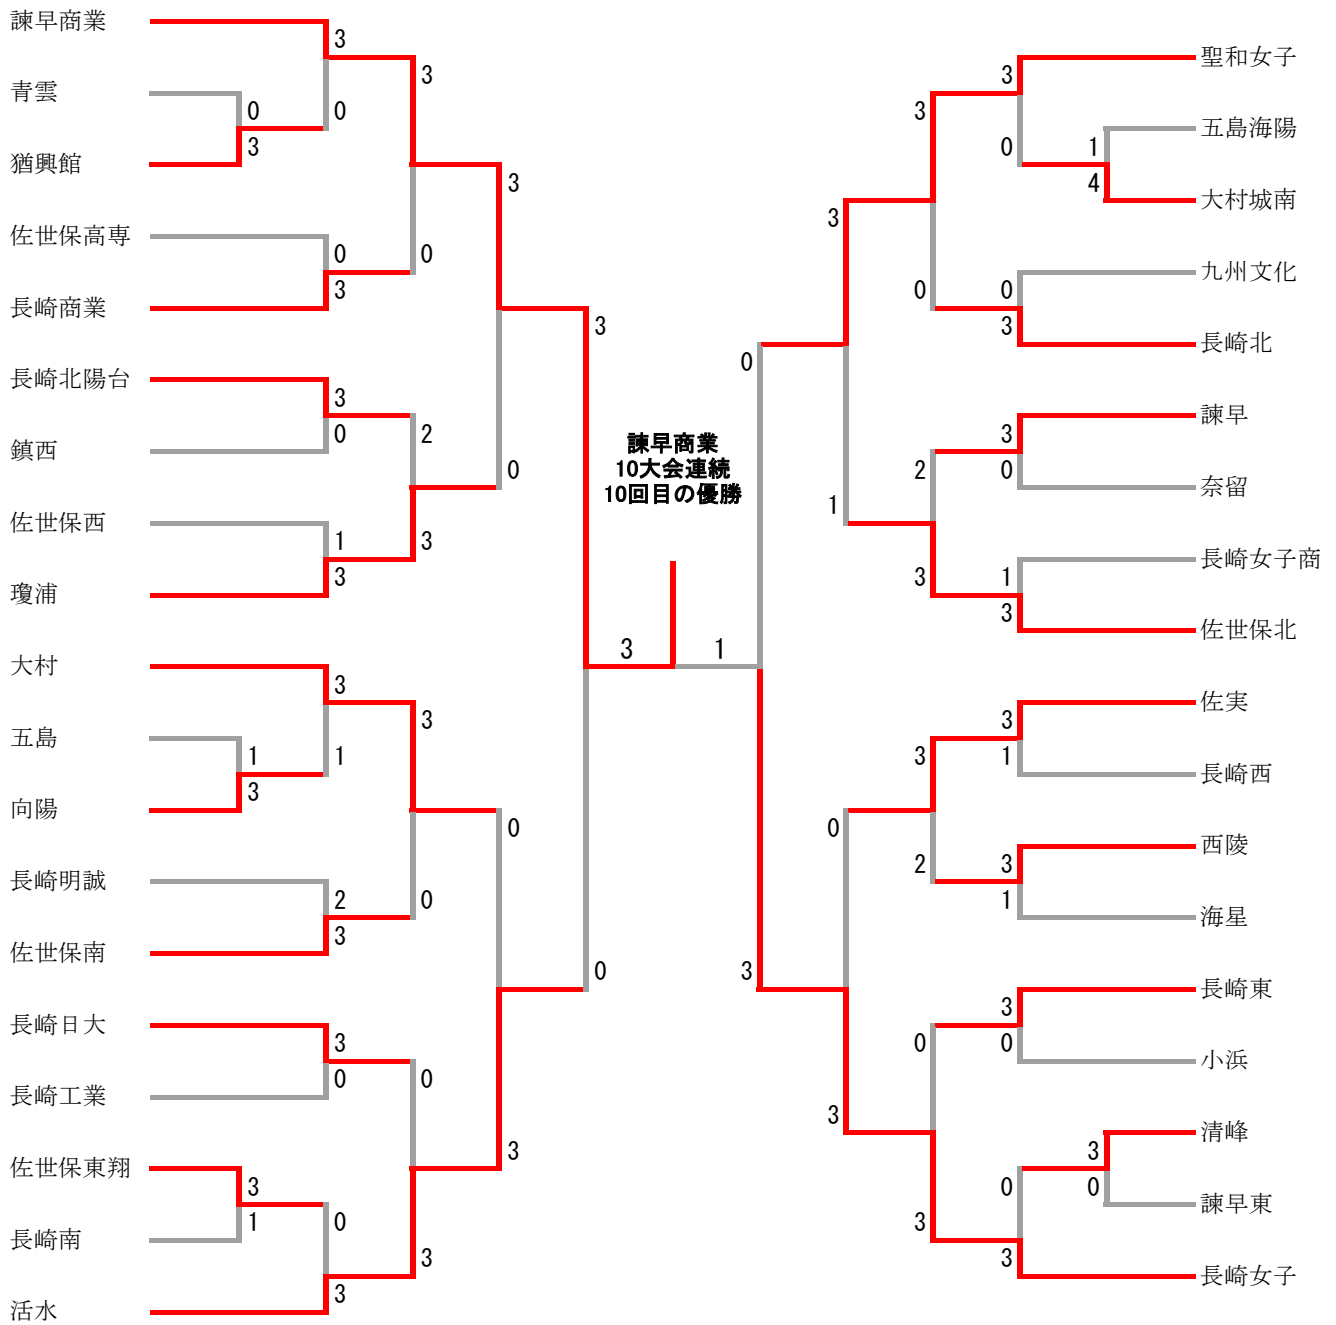 諫早商業
3
3
青雲
0
0
3
猶興館
3
佐世保高専
0
0
3
長崎商業
長崎北陽台
3
3
0
2
鎮西
0
佐世保西
1
3
3
瓊浦
大村
3
3
五島
1
1
3
向陽
0
長崎明誠
2
0
3
佐世保南
0
長崎日大
3
0
0
長崎工業
佐世保東翔
3
3
長崎南
1
0
3
3
活水
諫早商業
10大会連続
10回目の優勝
3
1
聖和女子
3
3
五島海陽
1
0
4
大村城南
3
九州文化
0
0
3
長崎北
0
諫早
3
2
0
奈留
1
長崎女子商
1
3
3
佐世保北
佐実
3
3
1
長崎西
0
西陵
3
2
1
海星
3
長崎東
3
0
0
小浜
3
清峰
3
0
0
諫早東
3
3
長崎女子